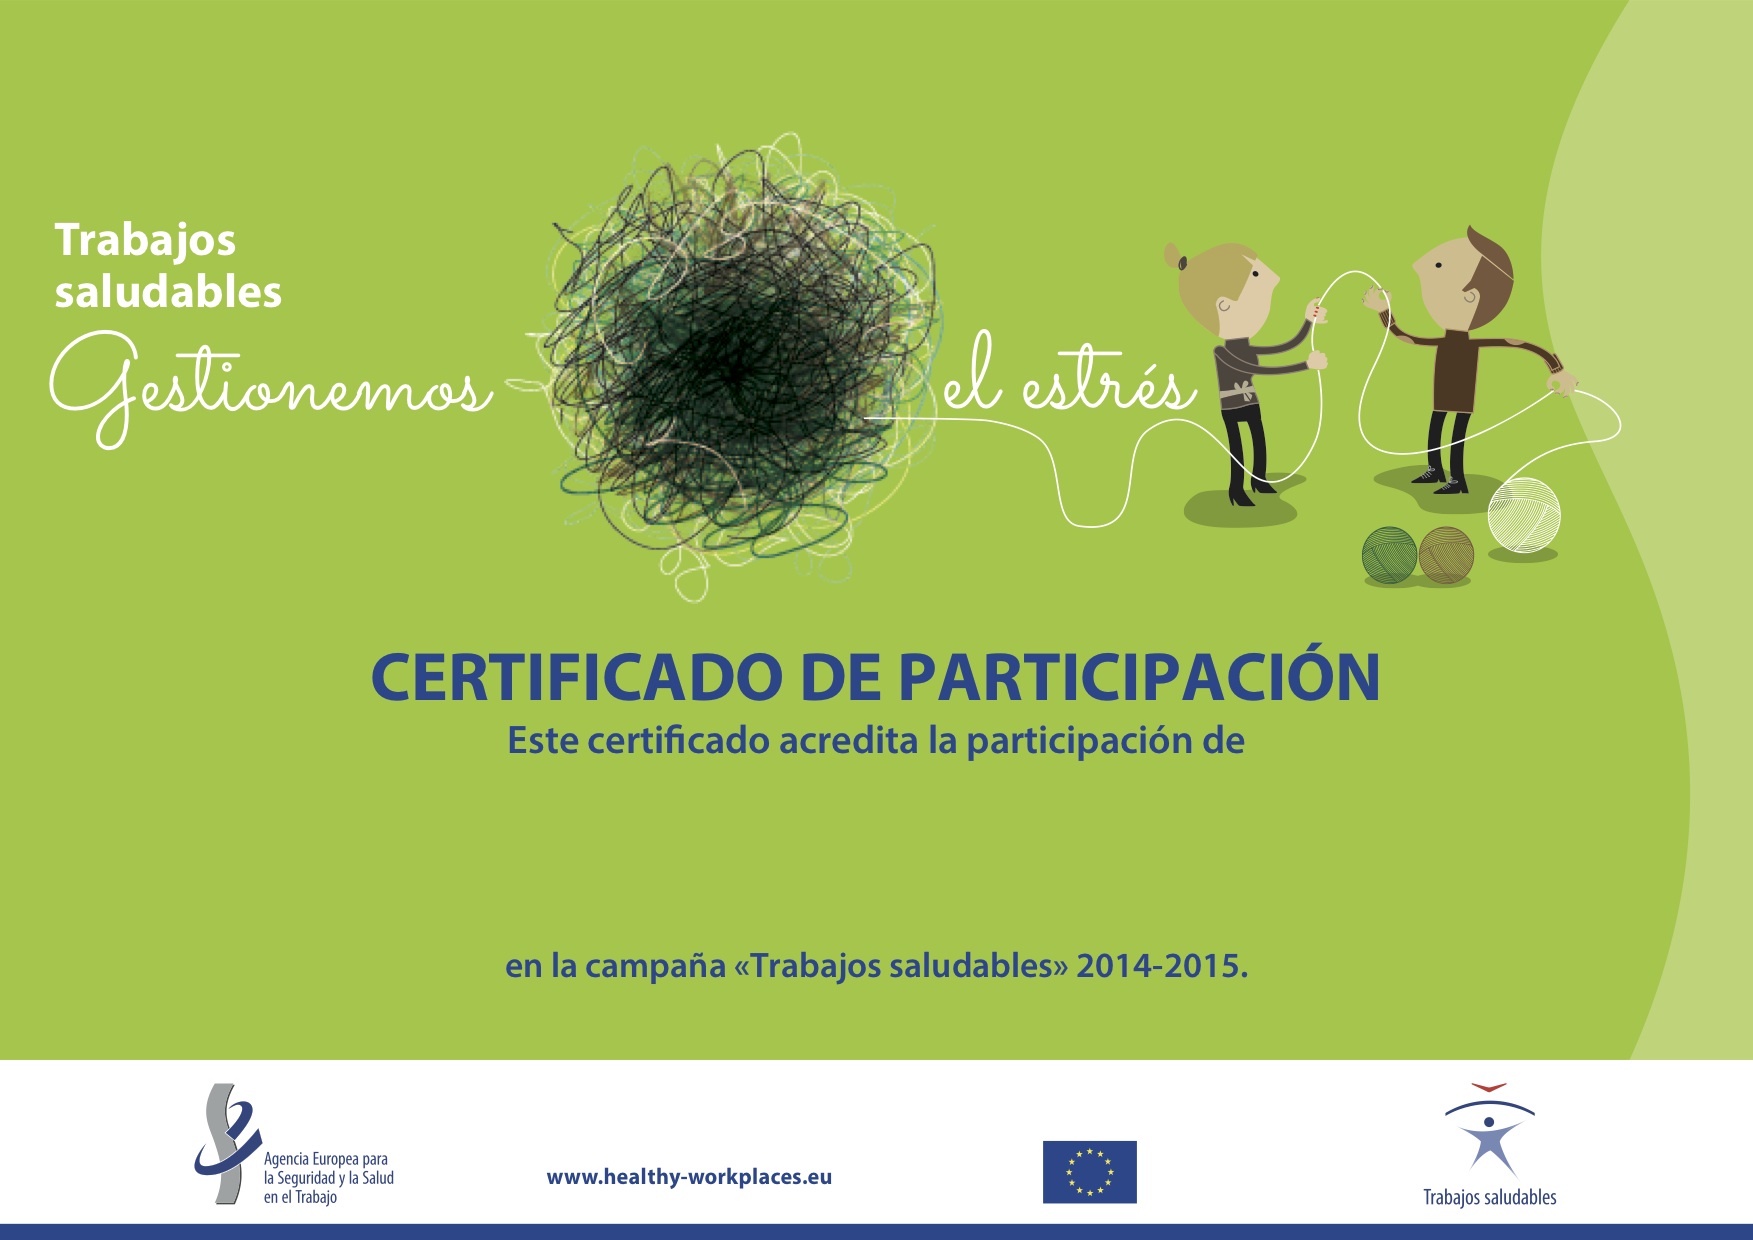 Trabajos
saludables
Gestionemos el estrés
CERTIFICADO DE PARTICIPACIÓN
Este certificado acredita la participación de
en la campaña «Trabajos saludables» 2014-2015.
Agencia Europea para
la Seguridad y la Salud
en el Trabajo
www.healthy-workplaces.eu
Trabajos saludables